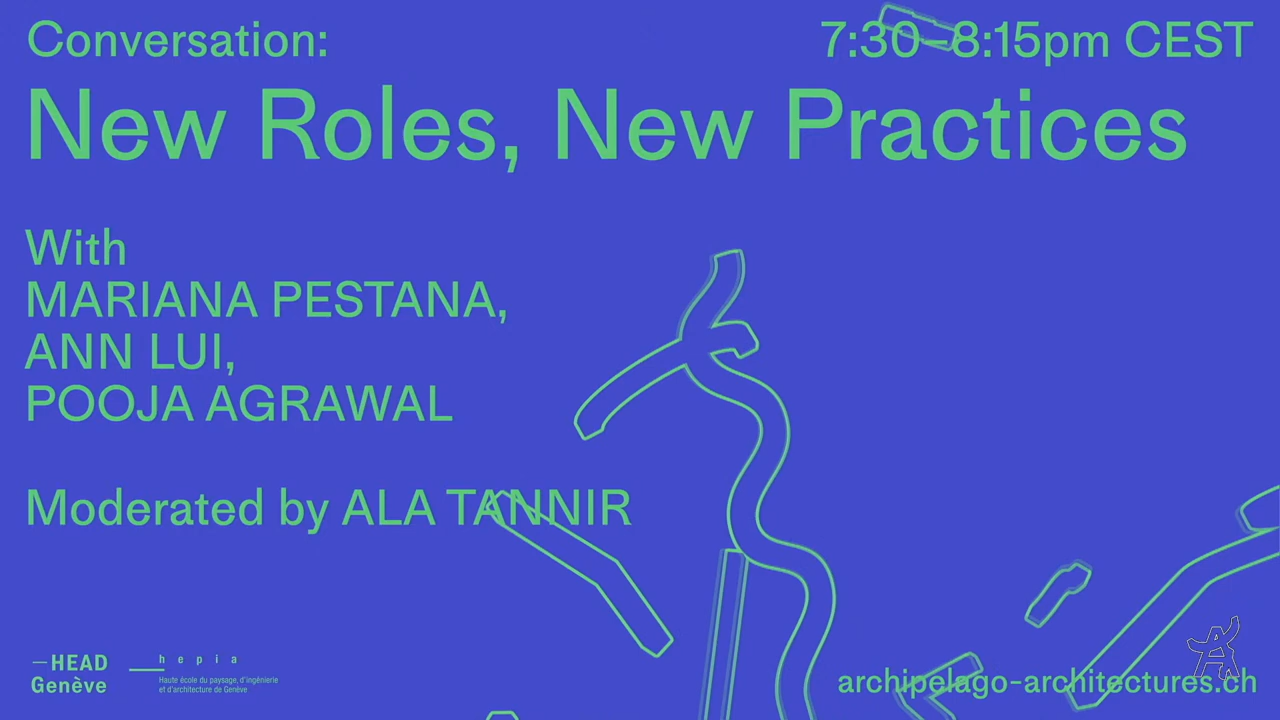 Conversation:
7:30–8:15pm CEST
New Roles, New Practices
With
MARIANA PESTANA,
ANN LUI,
POOJA AGRAWAL
Moderated by ALA TANNIR
—HEAD
Genève
hepia
Haute école du paysage, d'ingénierie
et d'architecture de Genève
archipelago-architectures.ch